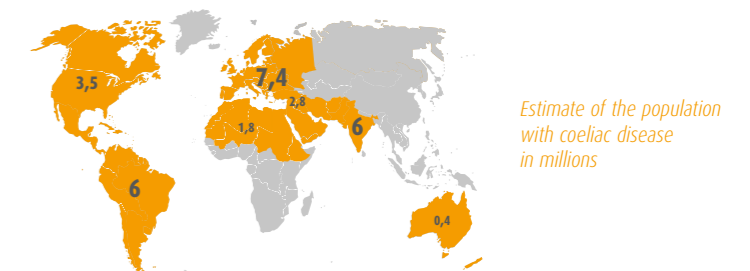 7,4
3,5
2,8
1,8
6
6
0,4
Estimate of the population
with coeliac disease
in millions